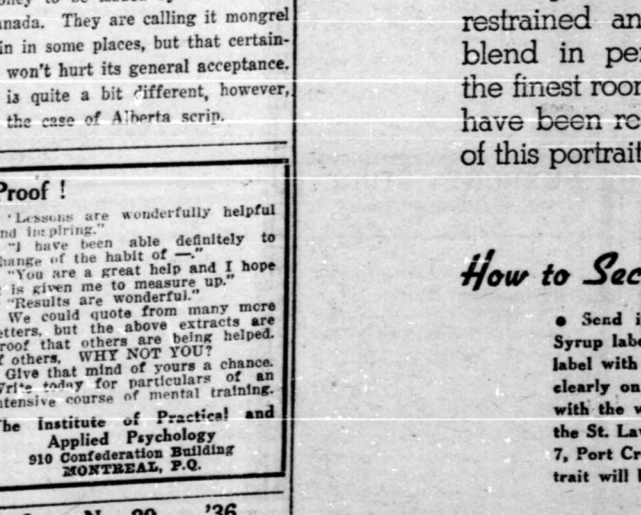 anada. They are calling it mongrel
in in some places, but that certain-
won't hurt its general acceptance.
is quite a bit different, however,
the case of Alberta scrip.
Proof !
"Lessons are wonderfully helpful
nd inspiring."
"I have been able definitely to
hange of the habit of —."
"You are a great help and I hope
is given me to measure up."
"Results are wonderful."
We could quote from many more
etters, but the above extracts are
roof that others are being helped.
f others, WHY NOT YOU?
Give that mind of yours a chance.
Write today for particulars of an
ntensive course of mental training.
The Institute of Practical and
Applied Psychology
910 Confederation Building
MONTREAL, P.Q.
'36
restrained an
blend in per
the finest roor
have been re
of this portrait
How to Sec
● Send i
Syrup labe
label with
clearly on
with the w
the St. Law
7, Port Cr
trait will b